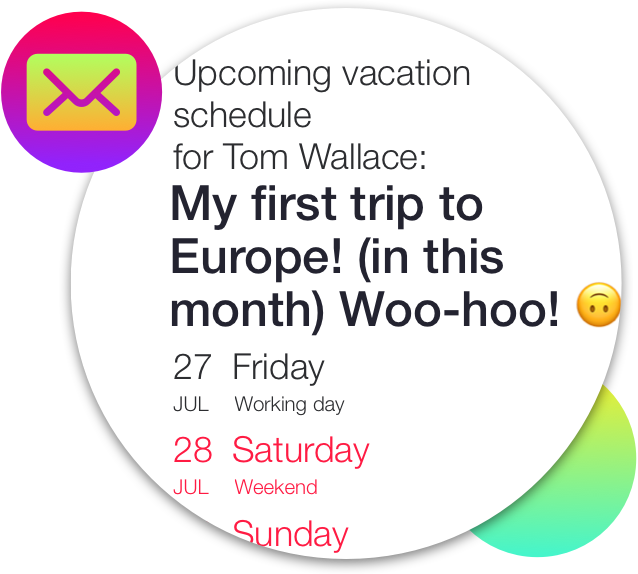 Upcoming vacation
schedule
for Tom Wallace:
My first trip to
Europe! (in this
month) Woo-hoo! 🙃
27 Friday
JUL Working day
28 Saturday
JUL Weekend
Sunday